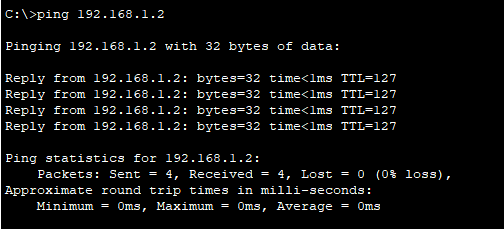 C:\>ping 192.168.1.2
Pinging 192.168.1.2 with 32 bytes of data:
Reply from 192.168.1.2: bytes=32 time<1ms TTL=127
Reply from 192.168.1.2: bytes=32 time<1ms TTL=127
Reply from 192.168.1.2: bytes=32 time<1ms TTL=127
Reply from 192.168.1.2: bytes=32 time<1ms TTL=127
Ping statistics for 192.168.1.2:
    Packets: Sent = 4, Received = 4, Lost = 0 (0% loss),
Approximate round trip times in milli-seconds:
    Minimum = 0ms, Maximum = 0ms, Average = 0ms